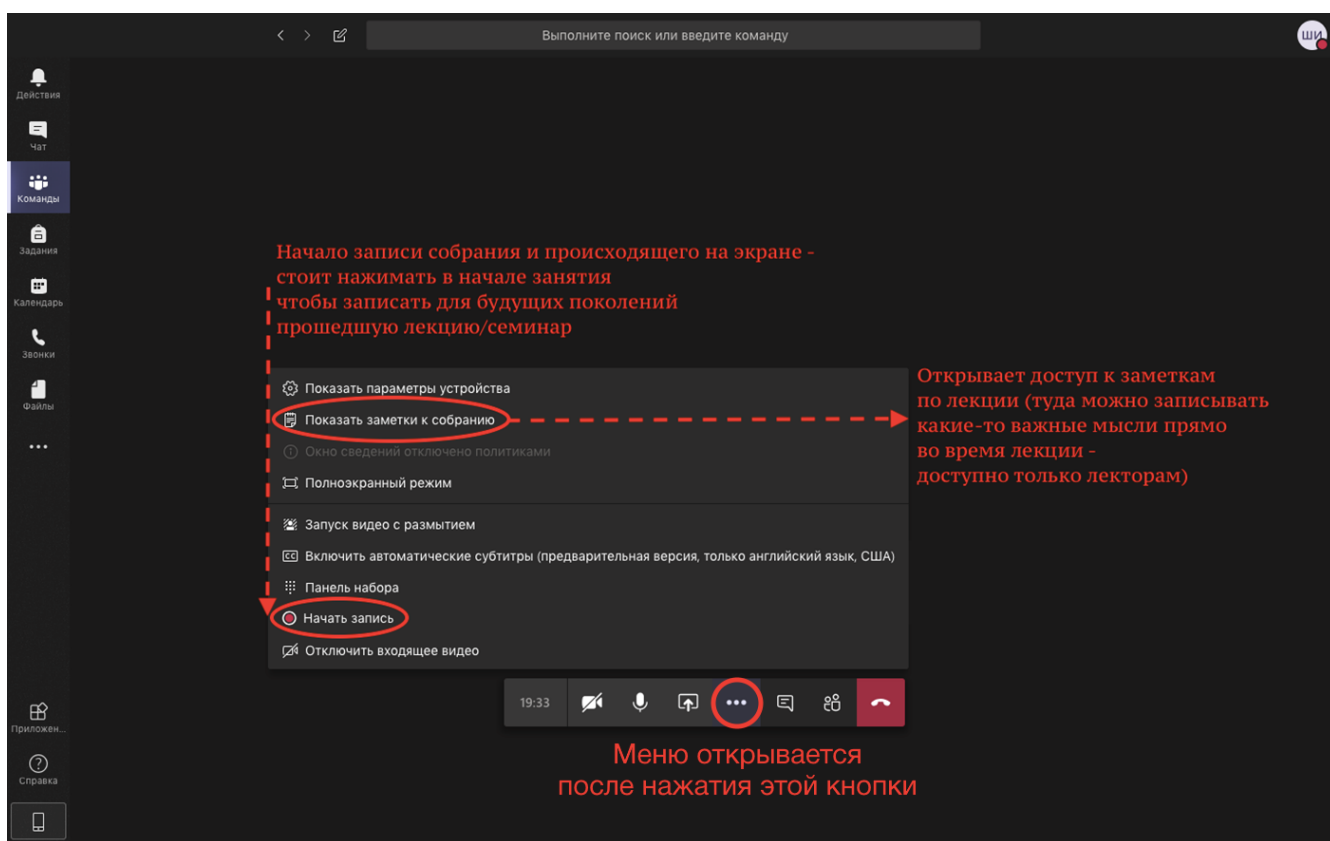 Выполните поиск или введите команду
ШИ
Действия
Чат
Команды
Задания
Календарь
Звонки
Файлы
Приложен...
Справка
Начало записи собрания и происходящего на экране -
стоит нажимать в начале занятия
чтобы записать для будущих поколений
прошедшую лекцию/семинар
Показать параметры устройства
Показать заметки к собранию
Окно сведений отключено политиками
Полноэкранный режим
Запуск видео с размытием
Включить автоматические субтитры (предварительная версия, только английский язык, США)
Панель набора
Начать запись
Отключить входящее видео
Открывает доступ к заметкам
по лекции (туда можно записывать
какие-то важные мысли прямо
во время лекции -
доступно только лекторам)
19:33
Меню открывается
после нажатия этой кнопки